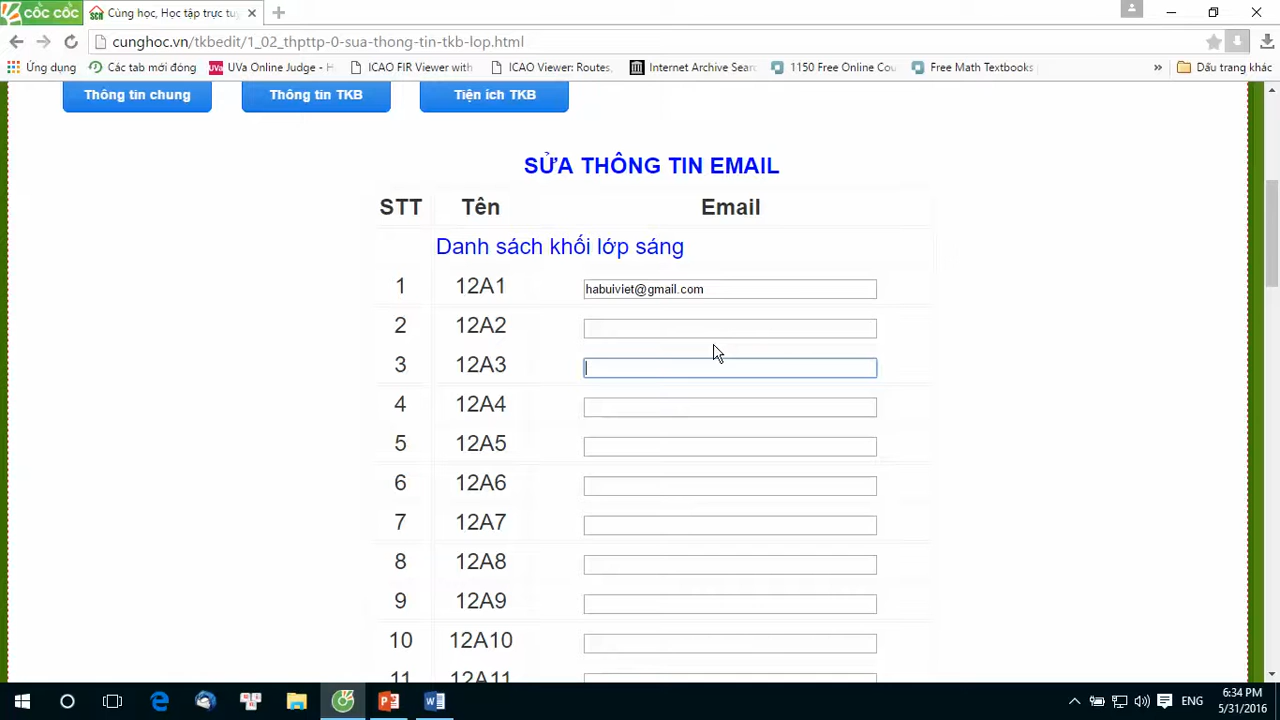 cốc cốc
Cùng học, Học tập trực tu
cunghoc.vn/tkbedit/1_02_thpttp-0-sua-thong-tin-tkb-lop.html
Ứng dụng Các tab mới đóng UVa Online Judge - H ICAO FIR Viewer with ICAO Viewer: Routes, Internet Archive Sear 1150 Free Online Cou Free Math Textbooks » Dấu trang khác
Thông tin chung Thông tin TKB Tiện ích TKB
SỬA THÔNG TIN EMAIL
STT Tên Email
Danh sách khối lớp sáng
1 12A1 habuiviet@gmail.com
2 12A2
3 12A3
4 12A4
5 12A5
6 12A6
7 12A7
8 12A8
9 12A9
10 12A10
11 12A11
ENG 6:34 PM
5/31/2016